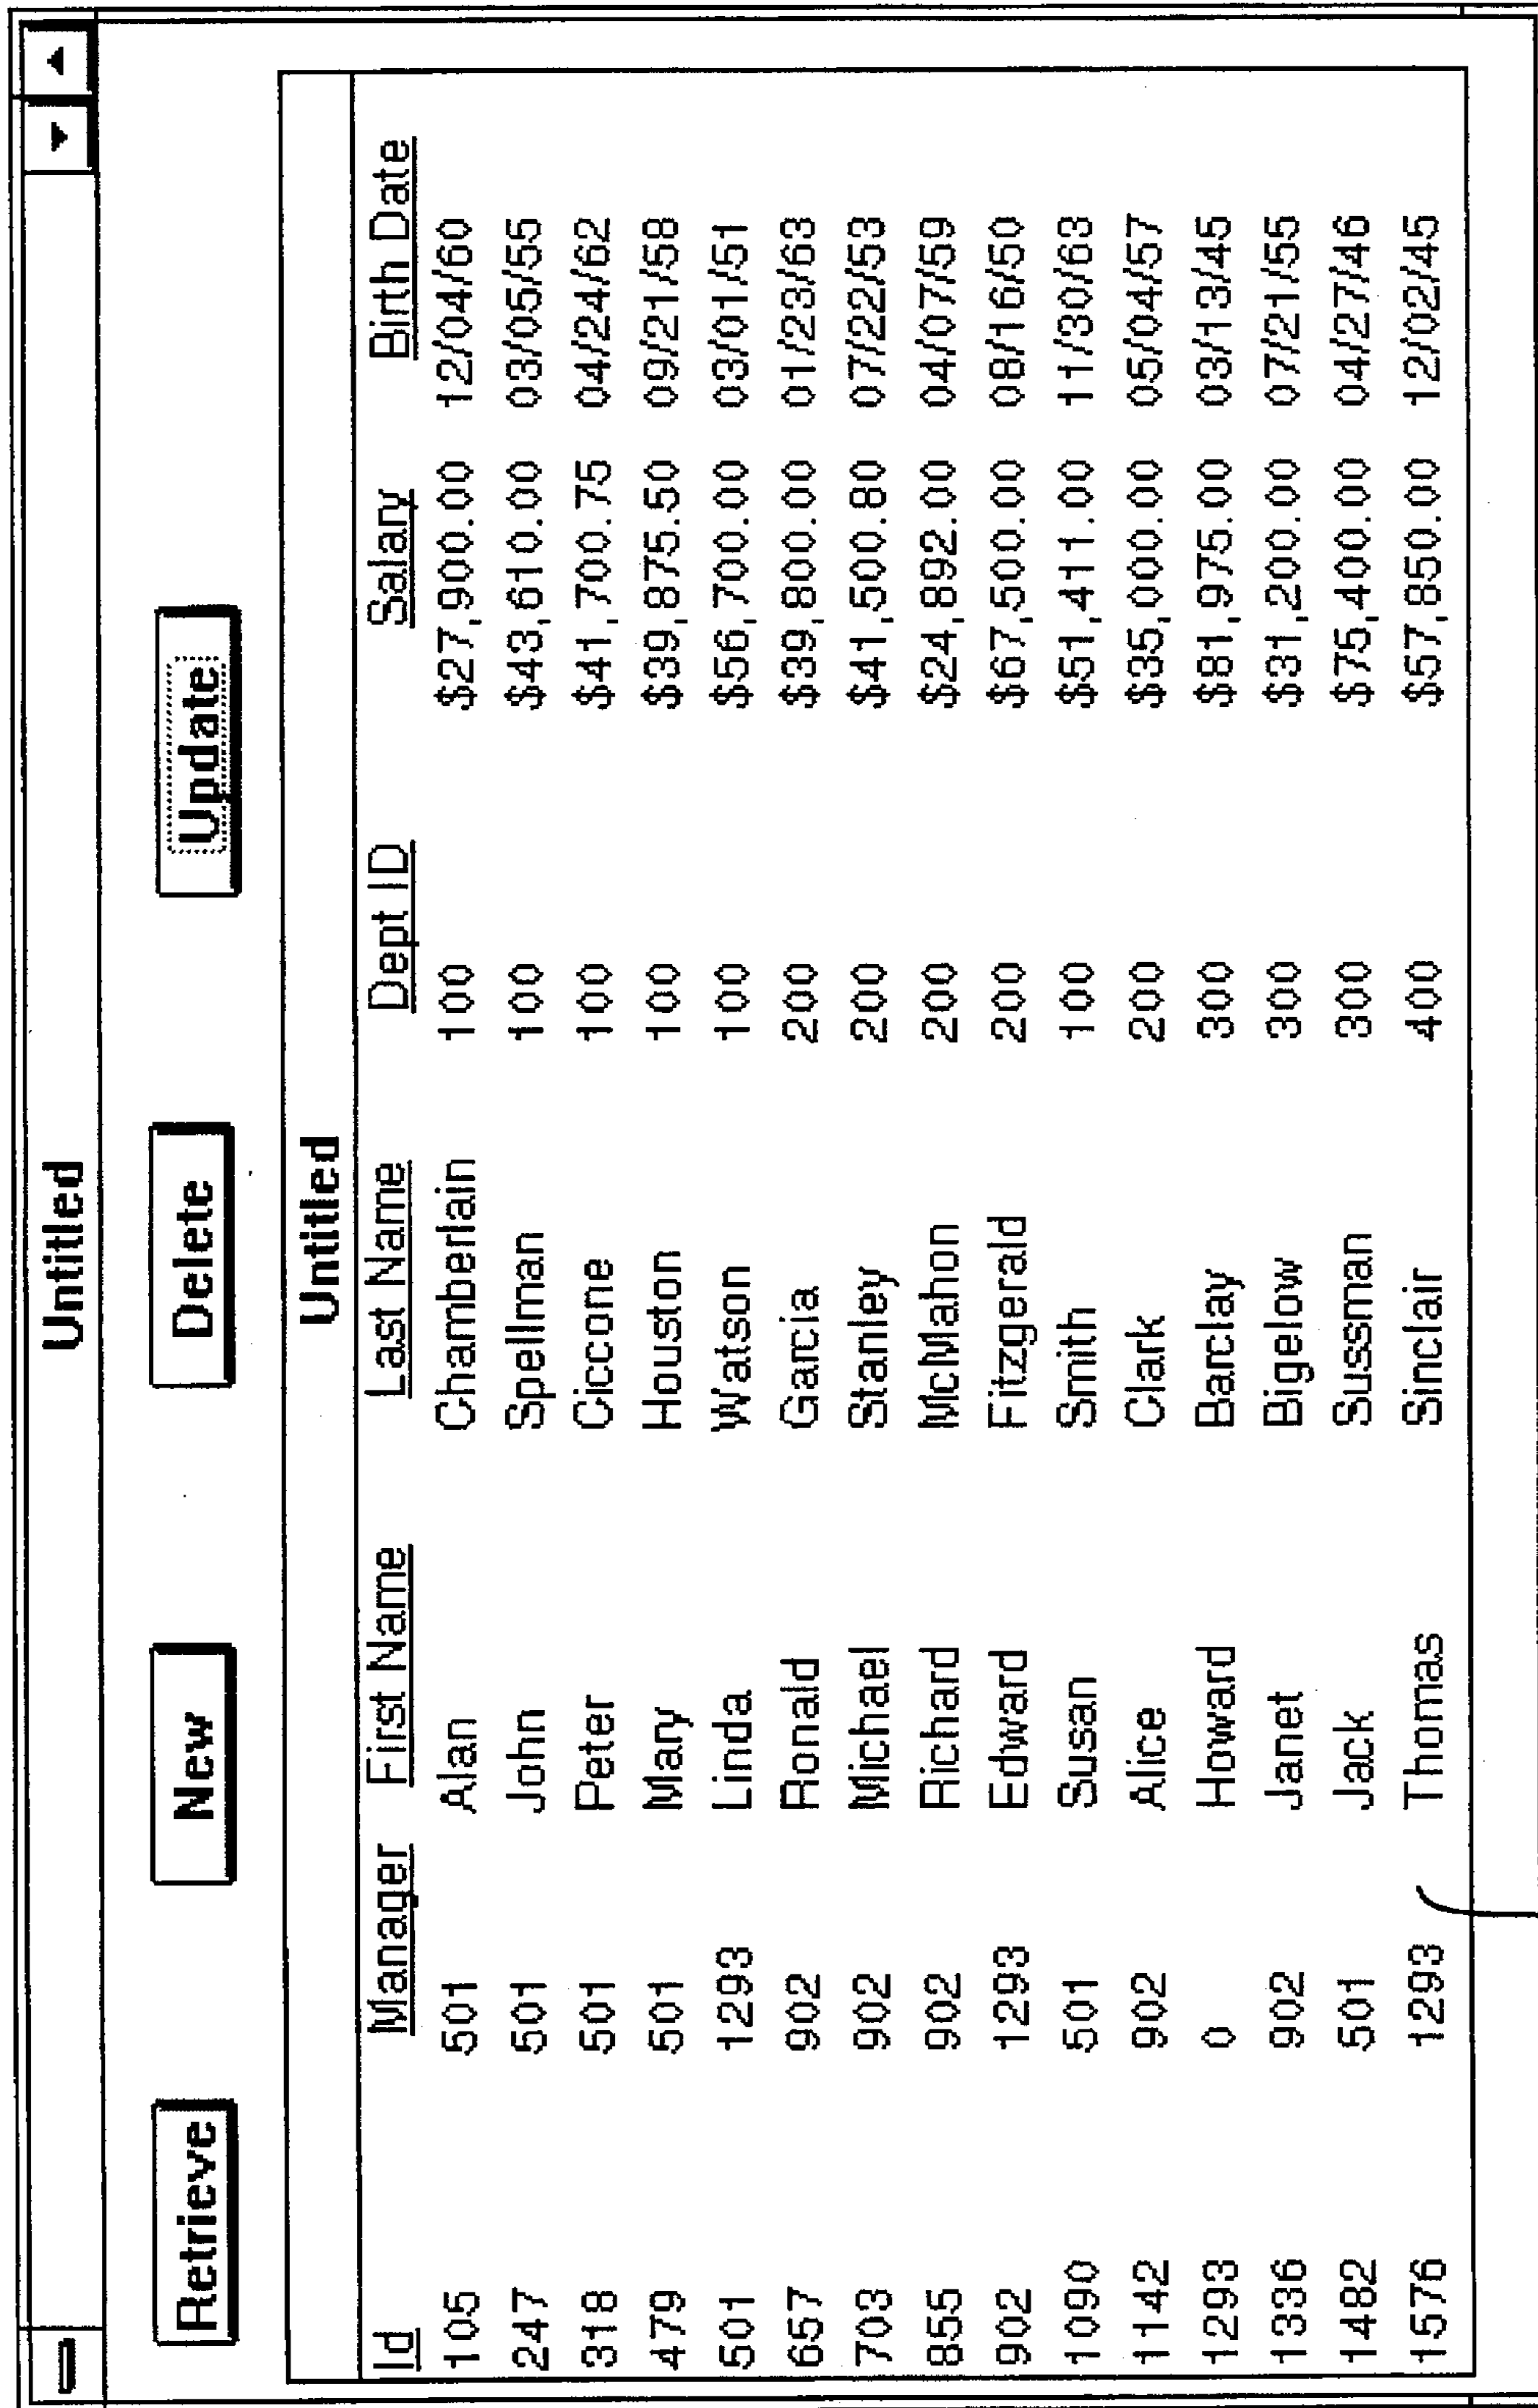 Untitled
Retrieve New Delete Update
Untitled
Id Manager First Name Last Name Dept ID Salary Birth Date
105 501 Alan Chamberlain 100 $27,900.00 12/04/60
247 501 John Spellman 100 $43,610.00 03/05/55
318 501 Peter Ciccone 100 $41,700.75 04/24/62
479 501 Mary Houston 100 $39,875.50 09/21/58
501 1293 Linda Watson 100 $56,700.00 03/01/51
657 902 Ronald Garcia 200 $39,800.00 01/23/63
703 902 Michael Stanley 200 $41,500.80 07/22/53
855 902 Richard McMahon 200 $24,892.00 04/07/59
902 1293 Edward Fitzgerald 200 $67,500.00 08/16/50
1090 501 Susan Smith 100 $51,411.00 11/30/63
1142 902 Alice Clark 200 $35,000.00 05/04/57
1293 0 Howard Barclay 300 $81,975.00 03/13/45
1336 902 Janet Bigelow 300 $31,200.00 07/21/55
1482 501 Jack Sussman 300 $75,400.00 04/27/46
1576 1293 Thomas Sinclair 400 $57,850.00 12/02/45